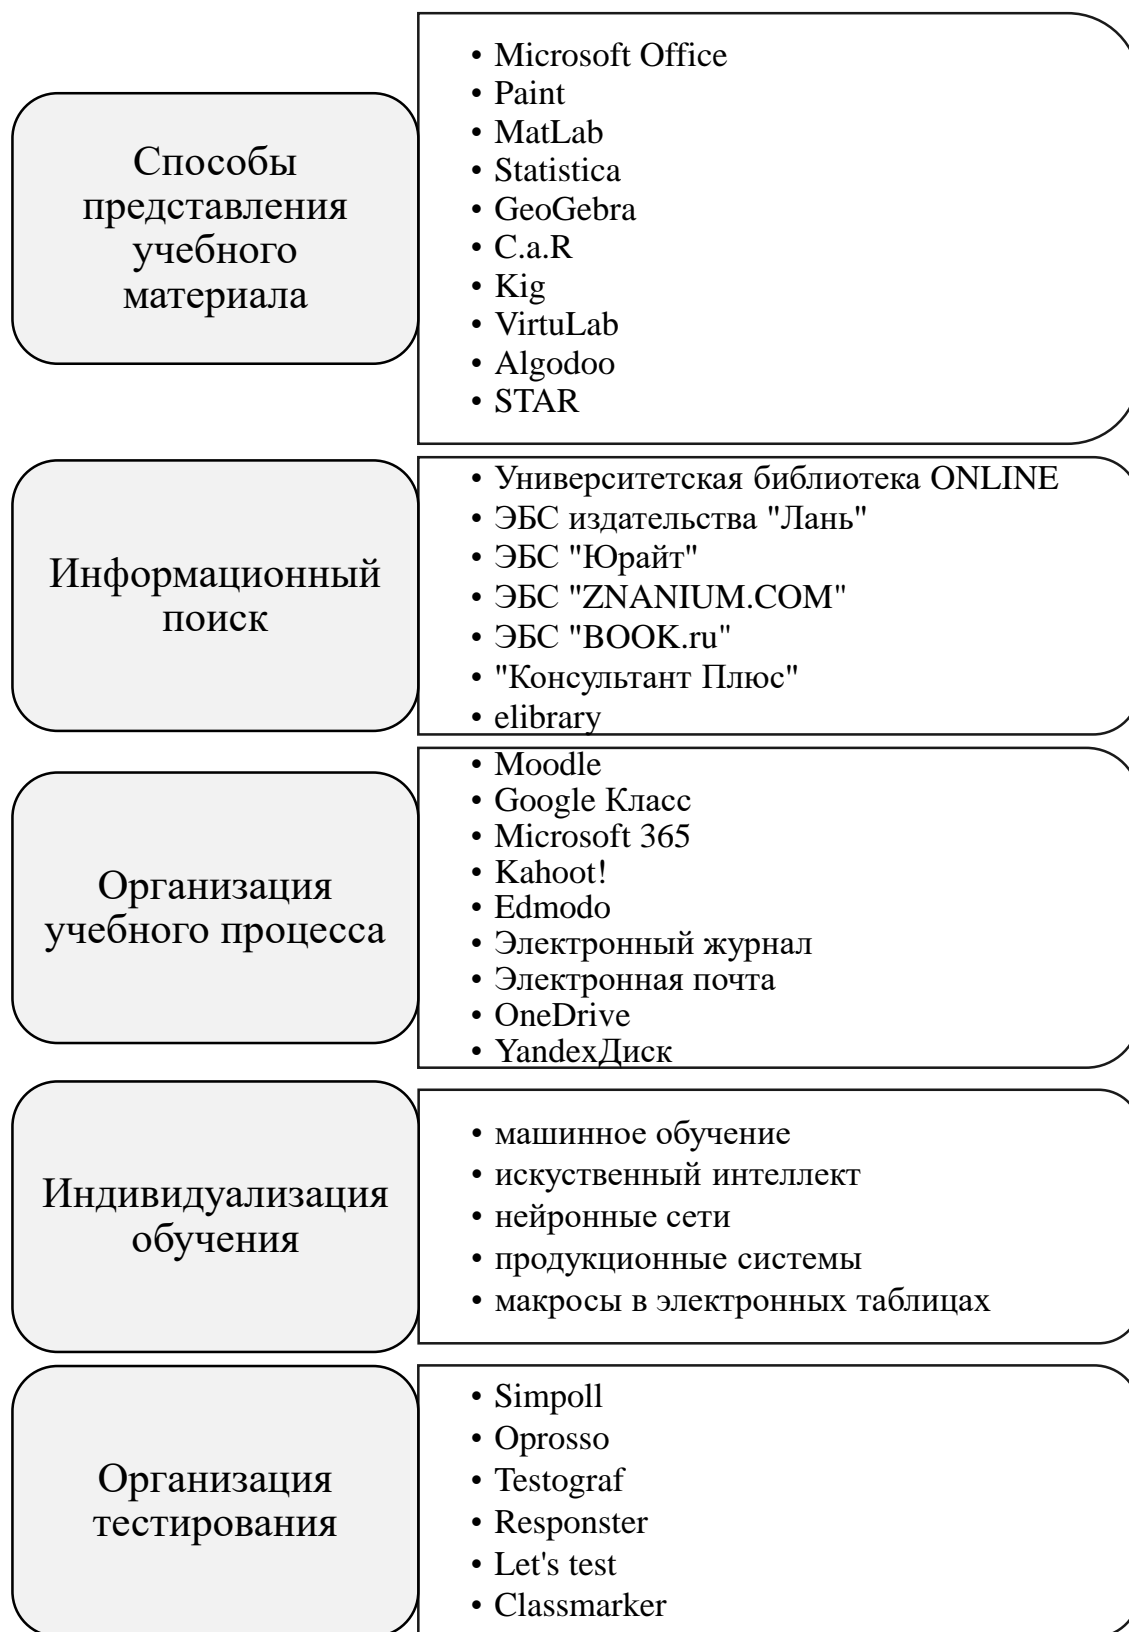 Способы
представления
учебного
материала
• Microsoft Office
• Paint
• MatLab
• Statistica
• GeoGebra
• C.a.R
• Kig
• VirtuLab
• Algodoo
• STAR
Информационный
поиск
• Университетская библиотека ONLINE
• ЭБС издательства "Лань"
• ЭБС "Юрайт"
• ЭБС "ZNANIUM.COM"
• ЭБС "BOOK.ru"
• "Консультант Плюс"
• elibrary
Организация
учебного процесса
• Moodle
• Google Класс
• Microsoft 365
• Kahoot!
• Edmodo
• Электронный журнал
• Электронная почта
• OneDrive
• YandexДиск
Индивидуализация
обучения
• машинное обучение
• искуственный интеллект
• нейронные сети
• продукционные системы
• макросы в электронных таблицах
Организация
тестирования
• Simpoll
• Oprosso
• Testograf
• Responster
• Let's test
• Classmarker